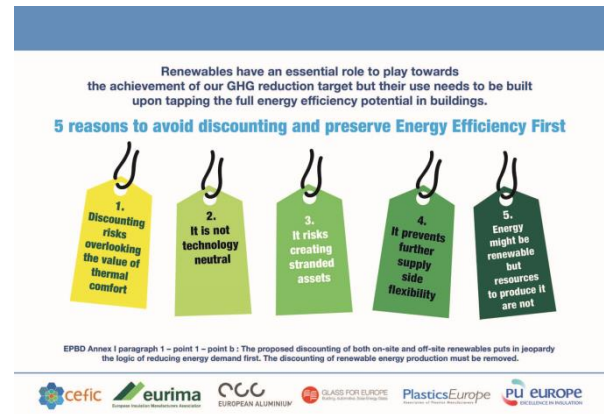 Renewables have an essential role to play towards
the achievement of our GHG reduction target but their use needs to be built
upon tapping the full energy efficiency potential in buildings.
5 reasons to avoid discounting and preserve Energy Efficiency First
1.
Discounting
risks
overlooking
the value of
thermal
comfort
2.
It is not
technology
neutral
3.
It risks
creating
stranded
assets
4.
It prevents
further
supply
side
flexibility
5.
Energy
might be
renewable
but
resources
to produce it
are not
EPBD Annex I paragraph 1 – point 1 – point b : The proposed discounting of both on-site and off-site renewables puts in jeopardy
the logic of reducing energy demand first. The discounting of renewable energy production must be removed.
cefic
eurima
European Insulation Manufacturers Association
EUROPEAN ALUMINIUM
GLASS FOR EUROPE
PlasticsEurope
Association of Plastics Manufacturers
PU EUROPE
EXCELLENCE IN INSULATION